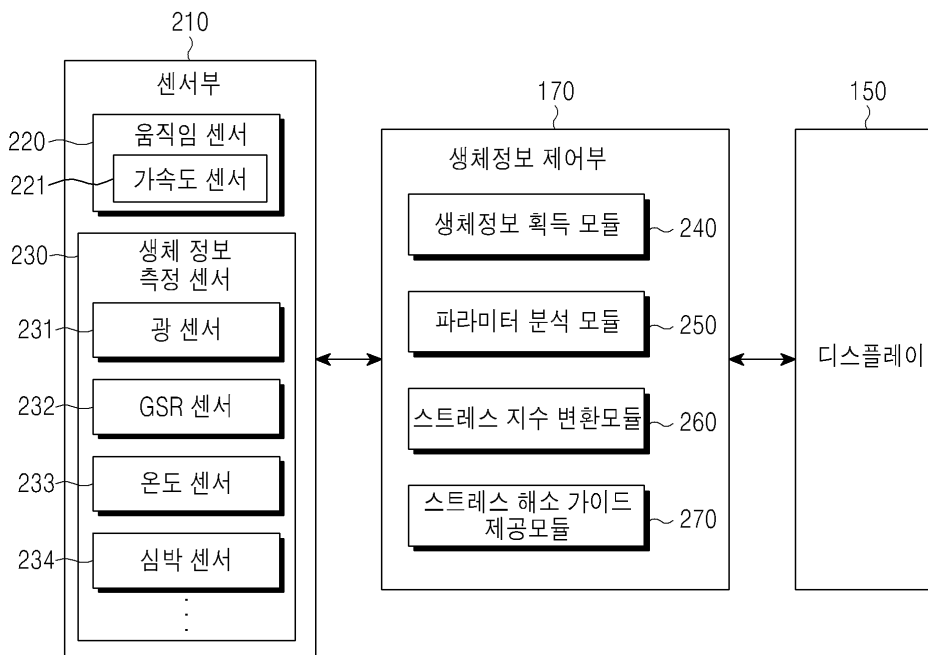 210
센서부
220
움직임 센서
221
가속도 센서
230
생체 정보
측정 센서
231
광 센서
232
GSR 센서
233
온도 센서
234
심박 센서
170
생체정보 제어부
생체정보 획득 모듈
240
파라미터 분석 모듈
250
스트레스 지수 변환모듈
260
스트레스 해소 가이드
제공모듈
270
150
디스플레이